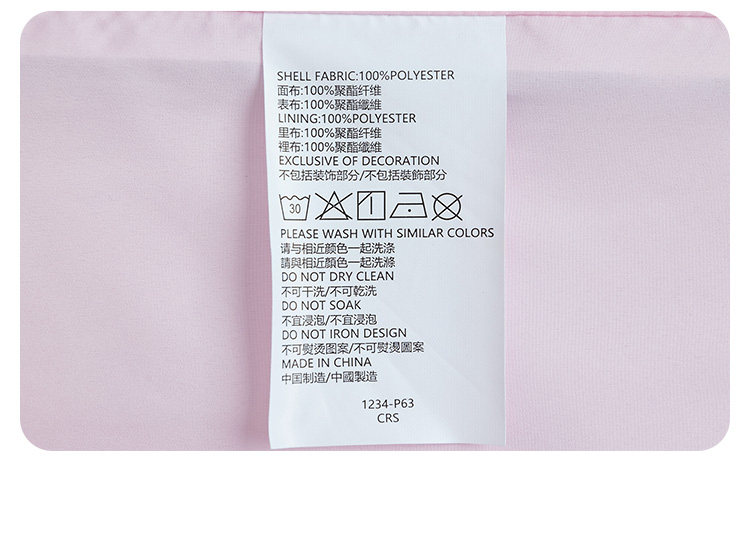 SHELL FABRIC:100%POLYESTER
面布:100%聚酯纤维
表布:100%聚酯纖維
LINING:100%POLYESTER
里布:100%聚酯纤维
裡布:100%聚酯纖維
EXCLUSIVE OF DECORATION
不包括装饰部分/不包括裝飾部分
30
PLEASE WASH WITH SIMILAR COLORS
请与相近颜色一起洗涤
請與相近顏色一起洗滌
DO NOT DRY CLEAN
不可干洗/不可乾洗
DO NOT SOAK
不宜浸泡/不宜浸泡
DO NOT IRON DESIGN
不可熨烫图案/不可熨燙圖案
MADE IN CHINA
中国制造/中國製造
1234-P63
CRS